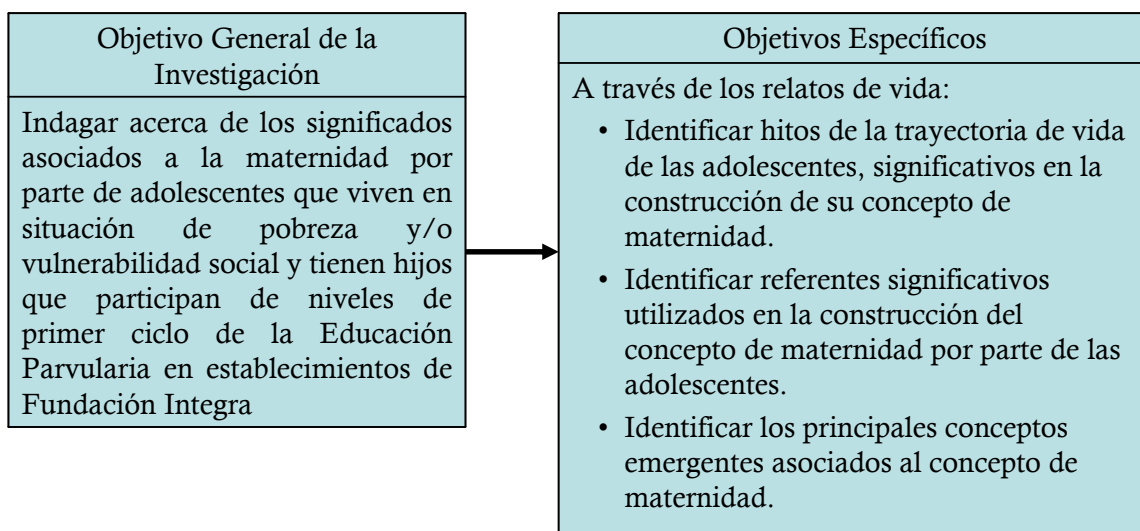 Objetivo General de la
Investigación
Indagar acerca de los significados
asociados a la maternidad por
parte de adolescentes que viven en
situación de pobreza y/o
vulnerabilidad social y tienen hijos
que participan de niveles de
primer ciclo de la Educación
Parvularia en establecimientos de
Fundación Integra
Objetivos Específicos
A través de los relatos de vida:
• Identificar hitos de la trayectoria de vida
de las adolescentes, significativos en la
construcción de su concepto de
maternidad.
• Identificar referentes significativos
utilizados en la construcción del
concepto de maternidad por parte de las
adolescentes.
• Identificar los principales conceptos
emergentes asociados al concepto de
maternidad.